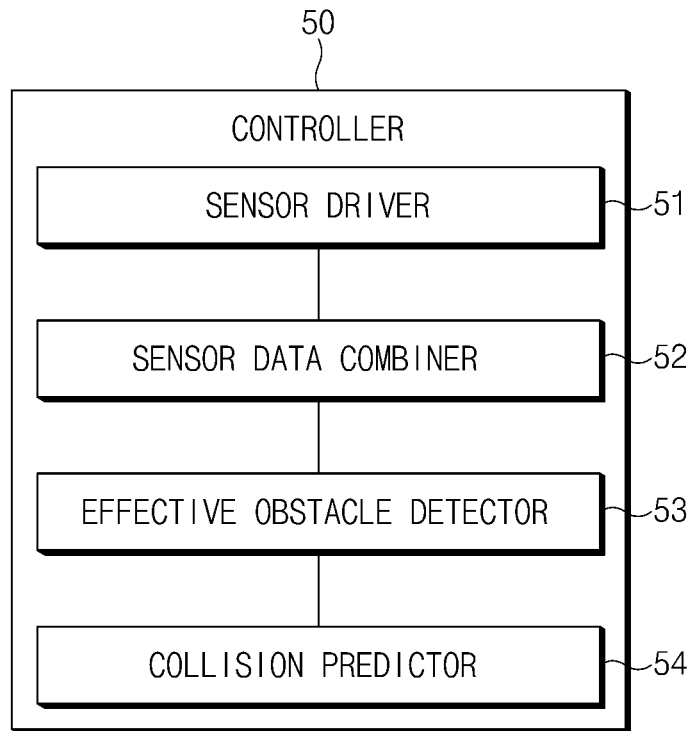 50
CONTROLLER
SENSOR DRIVER
51
SENSOR DATA COMBINER
52
EFFECTIVE OBSTACLE DETECTOR
53
COLLISION PREDICTOR
54